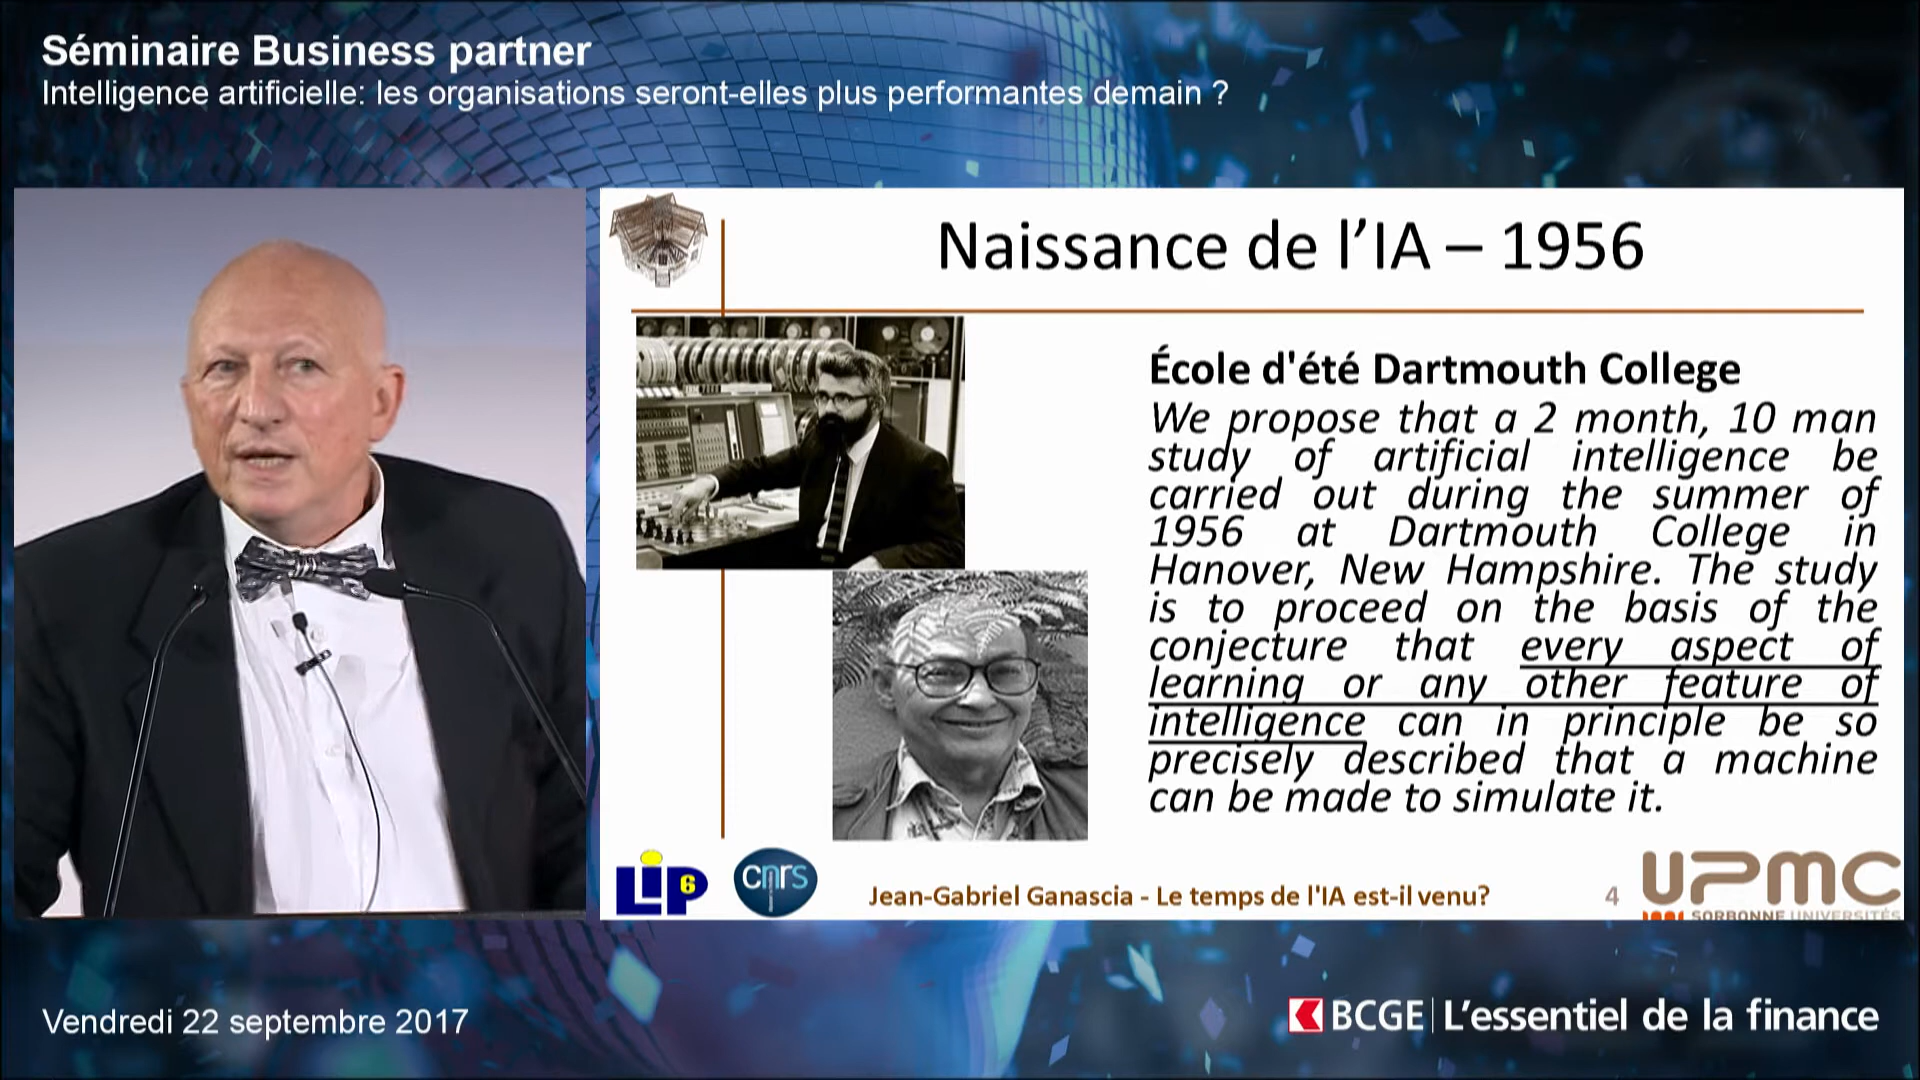 Séminaire Business partner
Intelligence artificielle: les organisations seront-elles plus performantes demain ?
Naissance de l'IA – 1956
École d'été Dartmouth College
We propose that a 2 month, 10 man
study of artificial intelligence be
carried out during the summer of
1956 at Dartmouth College in
Hanover, New Hampshire. The study
is to proceed on the basis of the
conjecture that every aspect of
learning or any other feature of
intelligence can in principle be so
precisely described that a machine
can be made to simulate it.
LIP6
cnrs
Jean-Gabriel Ganascia - Le temps de l'IA est-il venu?
4
UPMC
SORBONNE UNIVERSITÉS
Vendredi 22 septembre 2017
BCGE L'essentiel de la finance